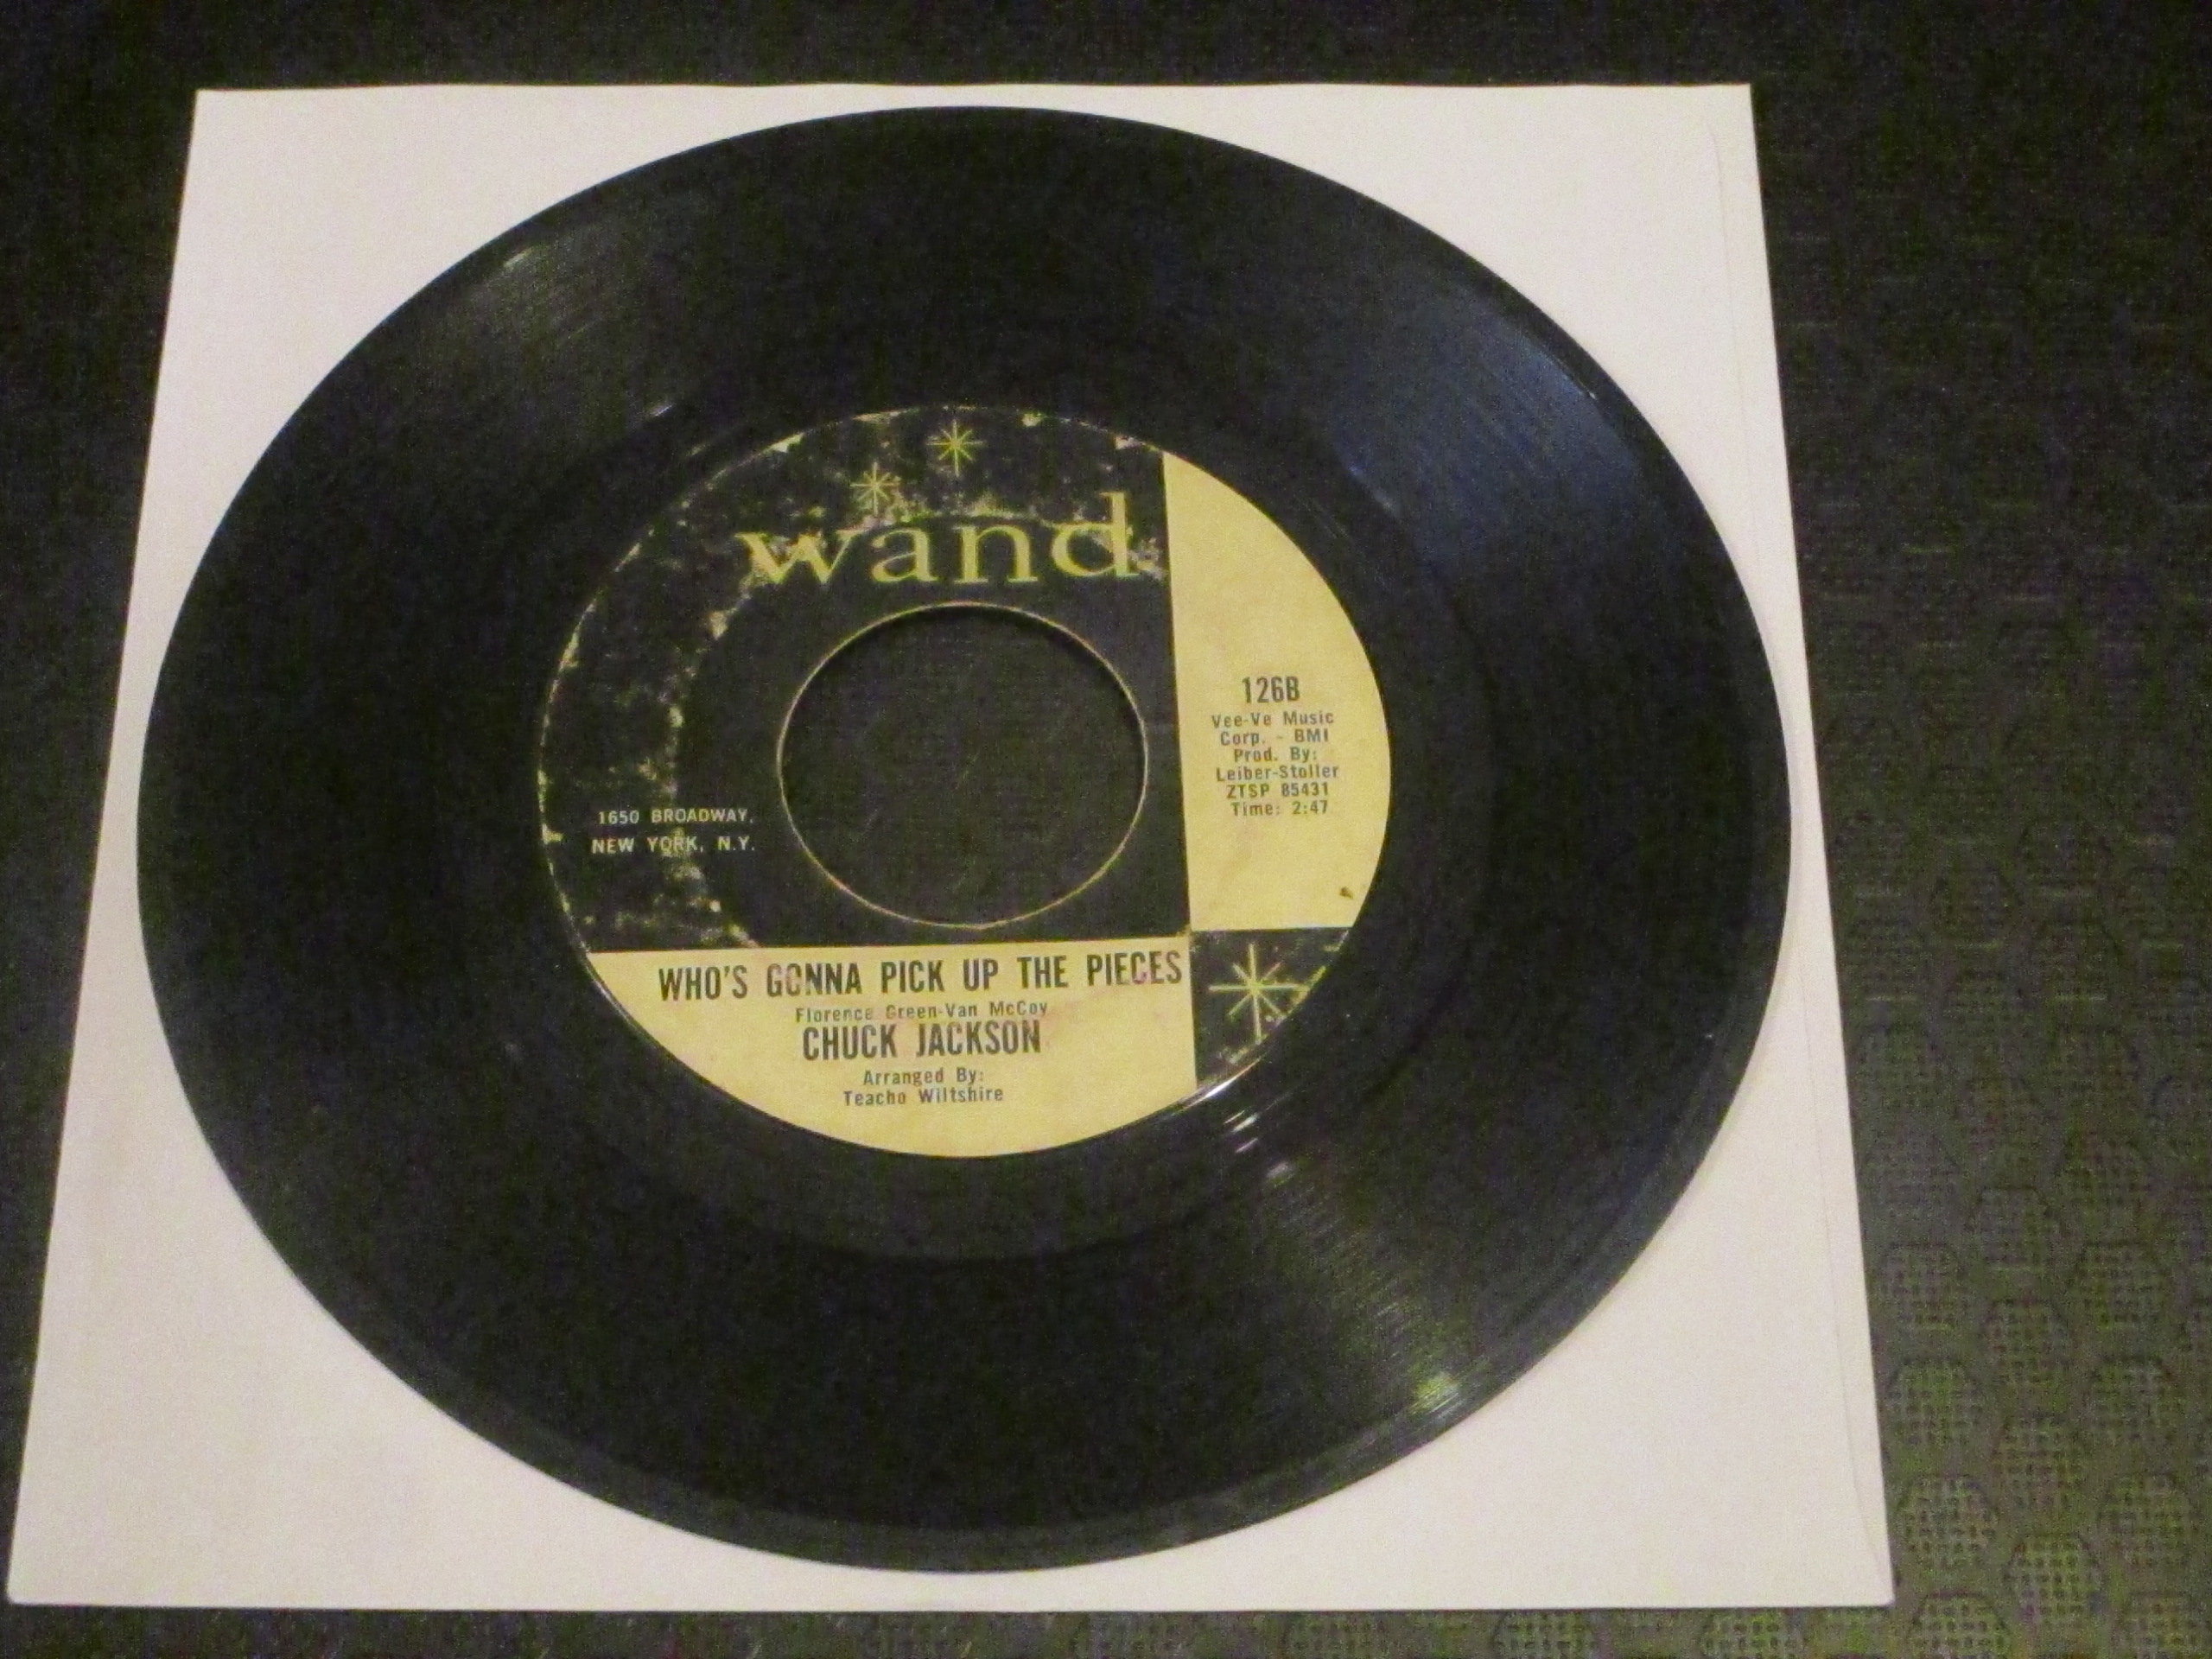 wand
126B
Vee-Ve Music
Corp. - BMI
Prod. By:
Leiber-Stoller
ZTSP 85431
Time: 2:47
1650 BROADWAY,
NEW YORK, N.Y.
WHO'S GONNA PICK UP THE PIECES
Florence Green-Van McCoy
CHUCK JACKSON
Arranged By:
Teacho Wiltshire